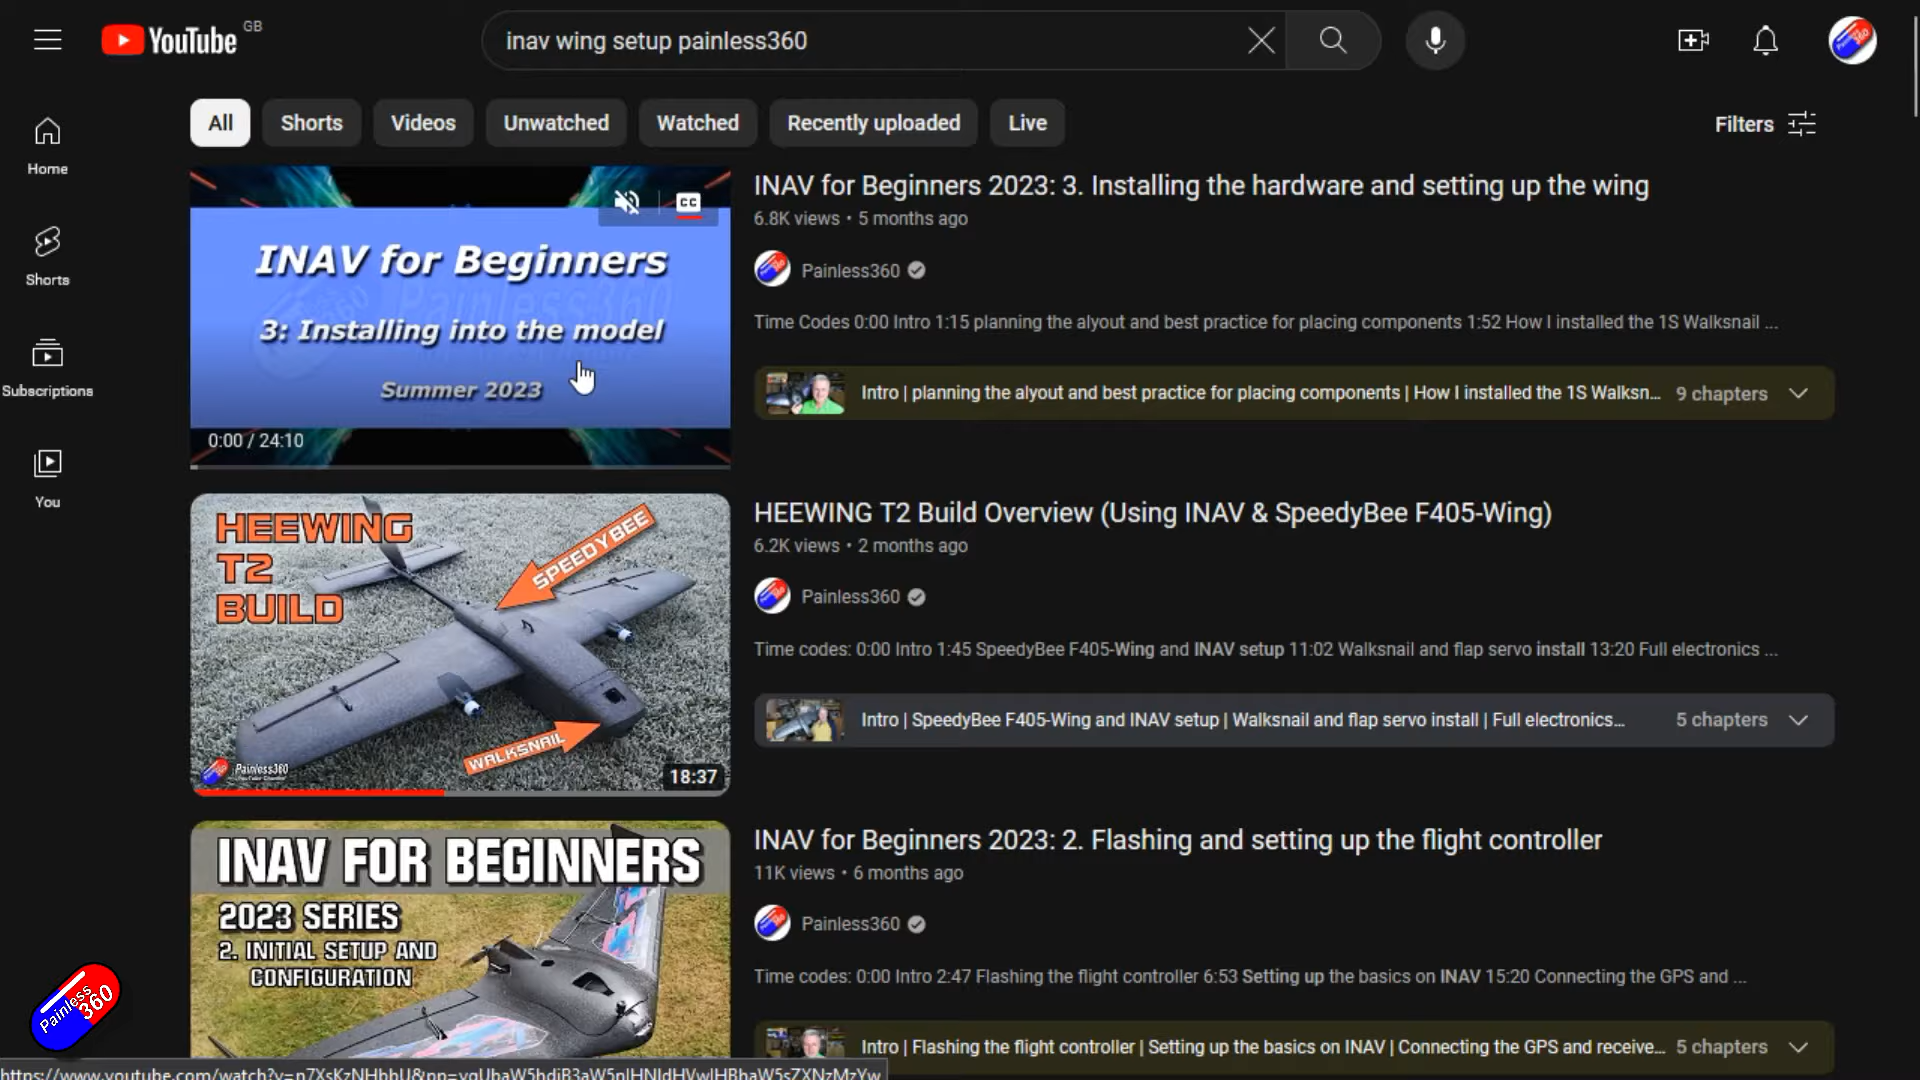 YouTube GB
inav wing setup painless360
All Shorts Videos Unwatched Watched Recently uploaded Live
Filters
Home
Shorts
Subscriptions
You
CC
INAV for Beginners
3: Installing into the model
Summer 2023
0:00 / 24:10
INAV for Beginners 2023: 3. Installing the hardware and setting up the wing
6.8K views • 5 months ago
Painless360
Time Codes 0:00 Intro 1:15 planning the alyout and best practice for placing components 1:52 How I installed the 1S Walksnail ...
Intro | planning the alyout and best practice for placing components | How I installed the 1S Walksn... 9 chapters
HEEWING
T2
BUILD
SPEEDYBEE
WALKSNAIL
Painless360
18:37
HEEWING T2 Build Overview (Using INAV & SpeedyBee F405-Wing)
6.2K views • 2 months ago
Painless360
Time codes: 0:00 Intro 1:45 SpeedyBee F405-Wing and INAV setup 11:02 Walksnail and flap servo install 13:20 Full electronics ...
Intro | SpeedyBee F405-Wing and INAV setup | Walksnail and flap servo install | Full electronics... 5 chapters
INAV FOR BEGINNERS
2023 SERIES
2. INITIAL SETUP AND
CONFIGURATION
INAV for Beginners 2023: 2. Flashing and setting up the flight controller
11K views • 6 months ago
Painless360
Time codes: 0:00 Intro 2:47 Flashing the flight controller 6:53 Setting up the basics on INAV 15:20 Connecting the GPS and ...
Intro | Flashing the flight controller | Setting up the basics on INAV | Connecting the GPS and receive... 5 chapters
Painless
360